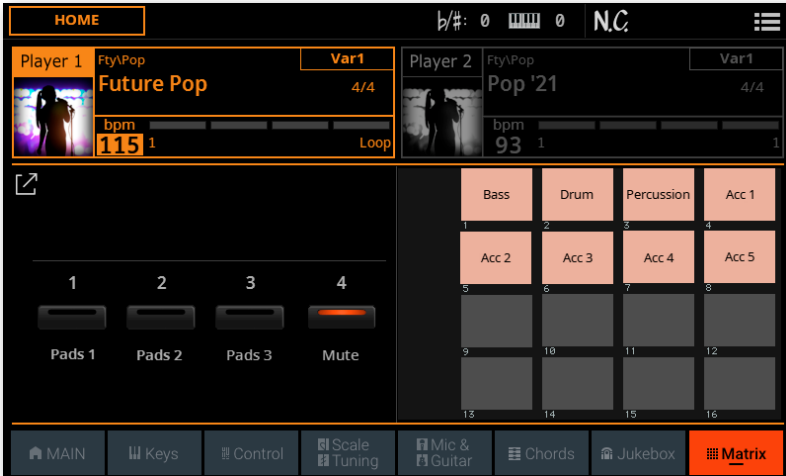 HOME
b/#: 0 0 N.C.
Player 1 Fty\Pop Var1
Future Pop 4/4
bpm
115 1 Loop
Player 2 Fty\Pop Var1
Pop '21 4/4
bpm
93 1 1
1 2 3 4
Pads 1 Pads 2 Pads 3 Mute
Bass Drum Percussion Acc 1
1 2 3 4
Acc 2 Acc 3 Acc 4 Acc 5
5 6 7 8
9 10 11 12
13 14 15 16
MAIN Keys Control Scale Tuning Mic & Guitar Chords Jukebox Matrix